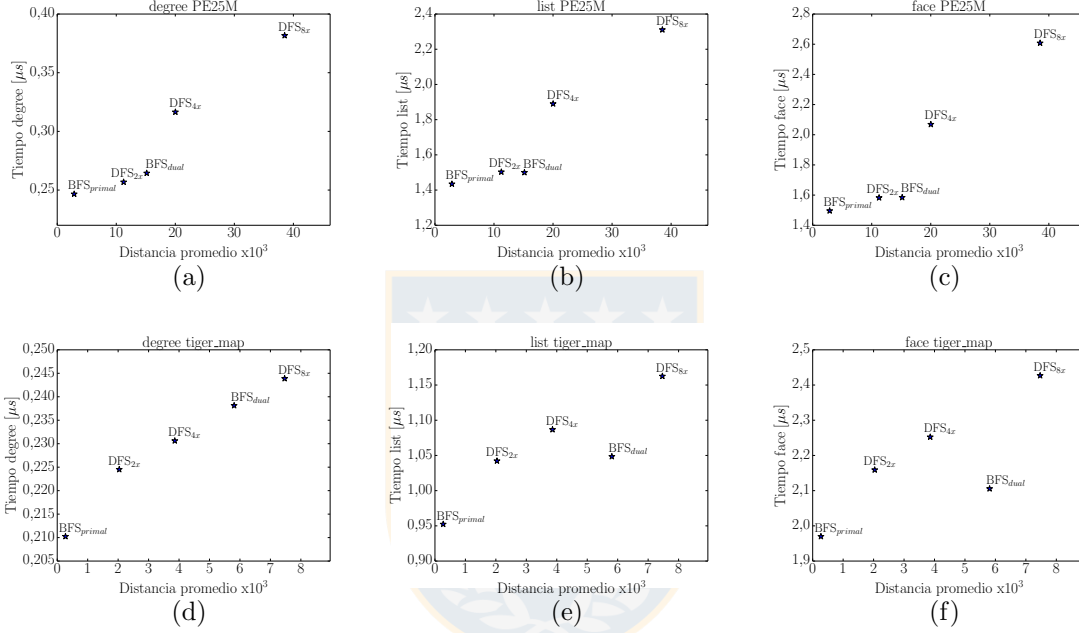 degree PE25M
0,40
0,35
0,30
0,25
Tiempo degree [μs]
DFS8x
DFS4x
BFSdual
DFS2x
BFSprimal
0 10 20 30 40
Distancia promedio x10³
(a)
list PE25M
2,4
2,2
2,0
1,8
1,6
1,4
1,2
Tiempo list [μs]
DFS8x
DFS4x
DFS2x BFSdual
BFSprimal
0 10 20 30 40
Distancia promedio x10³
(b)
face PE25M
2,8
2,6
2,4
2,2
2,0
1,8
1,6
1,4
Tiempo face [μs]
DFS8x
DFS4x
DFS2x BFSdual
BFSprimal
0 10 20 30 40
Distancia promedio x10³
(c)
degree tiger_map
0,250
0,245
0,240
0,235
0,230
0,225
0,220
0,215
0,210
0,205
Tiempo degree [μs]
DFS8x
BFSdual
DFS4x
DFS2x
BFSprimal
0 1 2 3 4 5 6 7 8
Distancia promedio x10³
(d)
list tiger_map
1,20
1,15
1,10
1,05
1,00
0,95
0,90
Tiempo list [μs]
DFS8x
DFS4x
DFS2x
BFSdual
BFSprimal
0 1 2 3 4 5 6 7 8
Distancia promedio x10³
(e)
face tiger_map
2,5
2,4
2,3
2,2
2,1
2,0
1,9
Tiempo face [μs]
DFS8x
DFS4x
DFS2x
BFSdual
BFSprimal
0 1 2 3 4 5 6 7 8
Distancia promedio x10³
(f)